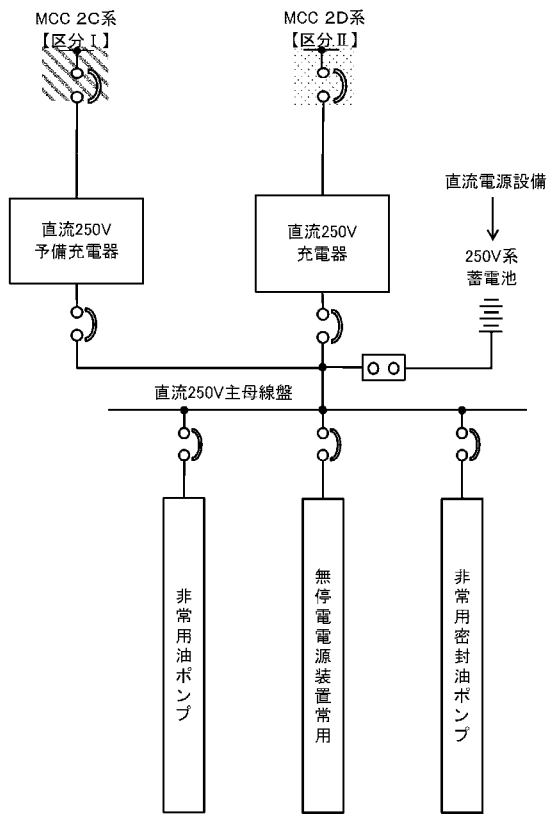 MCC 2C系
【区分Ⅰ】
MCC 2D系
【区分Ⅱ】
直流電源設備
直流250V
予備充電器
直流250V
充電器
250V系
蓄電池
直流250V主母線盤
非常用油ポンプ
無停電電源装置常用
非常用密封油ポンプ